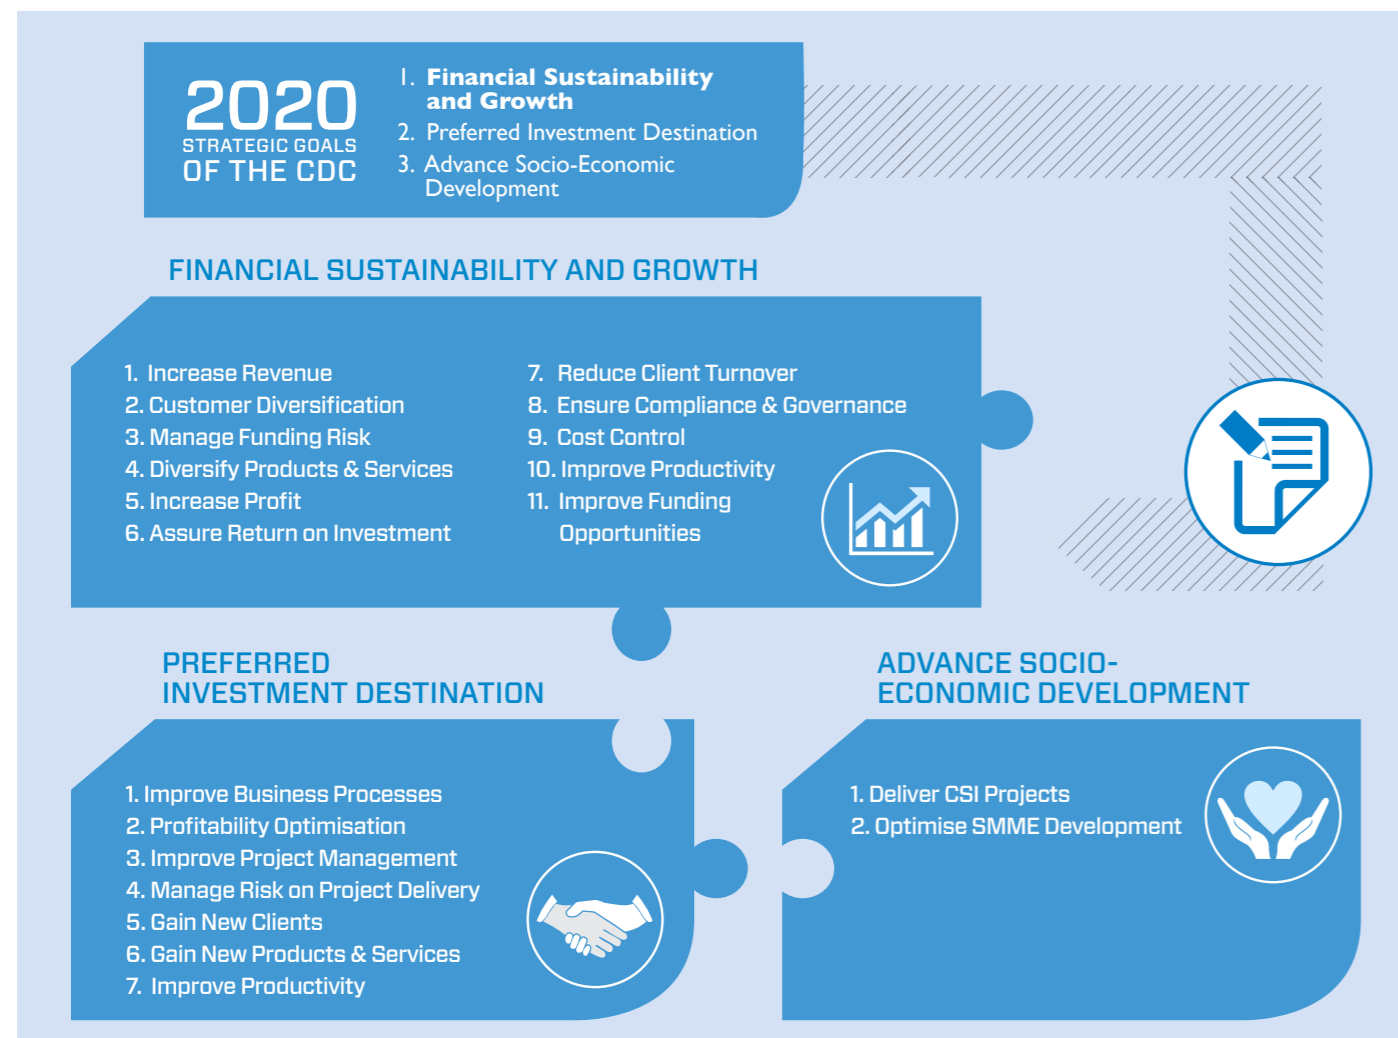 2020
STRATEGIC GOALS
OF THE CDC
1. Financial Sustainability
and Growth
2. Preferred Investment Destination
3. Advance Socio-Economic
Development
FINANCIAL SUSTAINABILITY AND GROWTH
1. Increase Revenue
2. Customer Diversification
3. Manage Funding Risk
4. Diversify Products & Services
5. Increase Profit
6. Assure Return on Investment
7. Reduce Client Turnover
8. Ensure Compliance & Governance
9. Cost Control
10. Improve Productivity
11. Improve Funding
Opportunities
PREFERRED
INVESTMENT DESTINATION
1. Improve Business Processes
2. Profitability Optimisation
3. Improve Project Management
4. Manage Risk on Project Delivery
5. Gain New Clients
6. Gain New Products & Services
7. Improve Productivity
ADVANCE SOCIO-
ECONOMIC DEVELOPMENT
1. Deliver CSI Projects
2. Optimise SMME Development